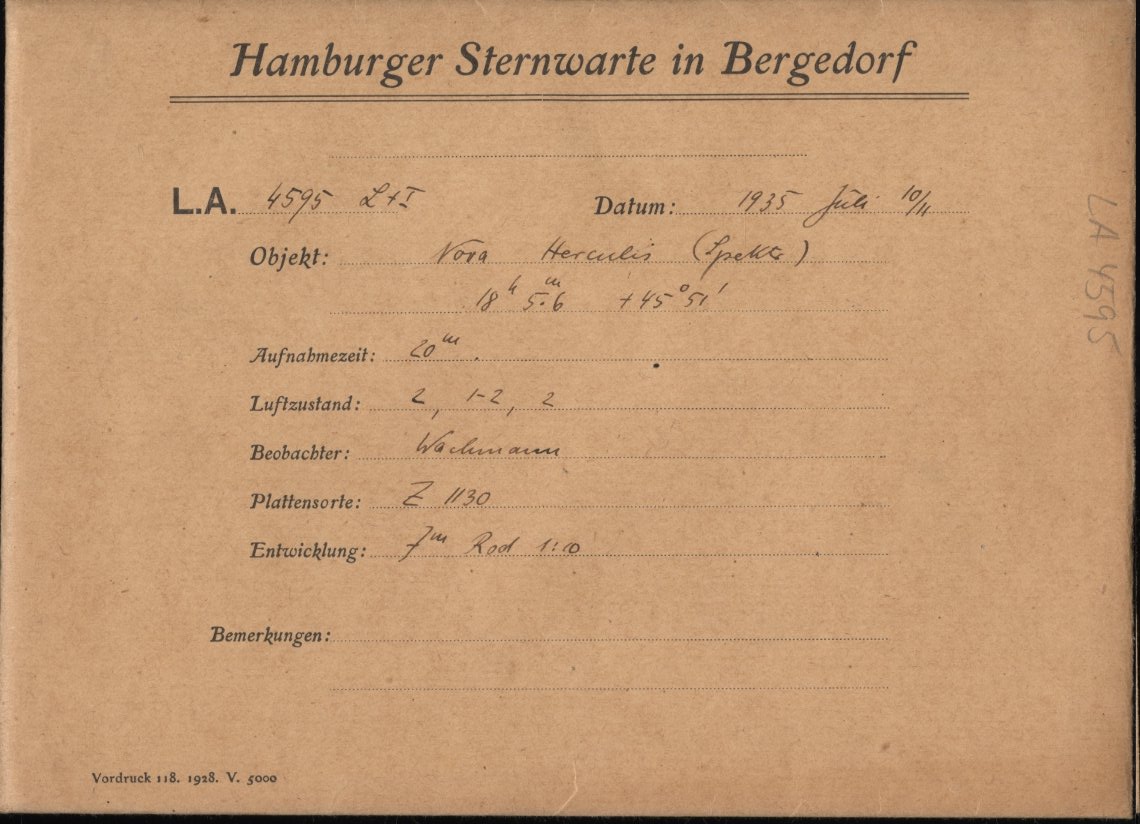 Hamburger Sternwarte in Bergedorf
L.A. 4595 L+I Datum: 1935 Juli 10/11
Objekt: Nova Herculis (Spektr)
18h 5m.6 +45° 51'
Aufnahmezeit: 20m.
Luftzustand: 2, 1-2, 2
Beobachter: Wachmann
Plattensorte: Z 1130
Entwicklung: 7m Rod 1:10
Bemerkungen:
Vordruck 118. 1928. V. 5000
LA 4595